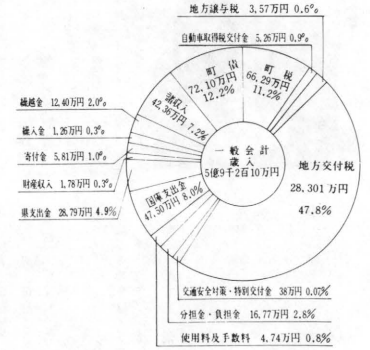 地方譲与税 3.57万円 0.6%
自動車取得税交付金 5.26万円 0.9%
町税
66.29万円
11.2%
町債
72.10万円
12.2%
諸収入
42.36万円 7.2%
繰越金 12.40万円 2.0%
繰入金 1.26万円 0.3%
寄付金 5.81万円 1.0%
財産収入 1.78万円 0.3%
県支出金 28.79万円 4.9%
国庫支出金
47.50万円 8.0%
一般会計
歳入
5億9千2百10万円
地方交付税
28,301万円
47.8%
交通安全対策・特別交付金 38万円 0.07%
分担金・負担金 16.77万円 2.8%
使用料及手数料 4.74万円 0.8%